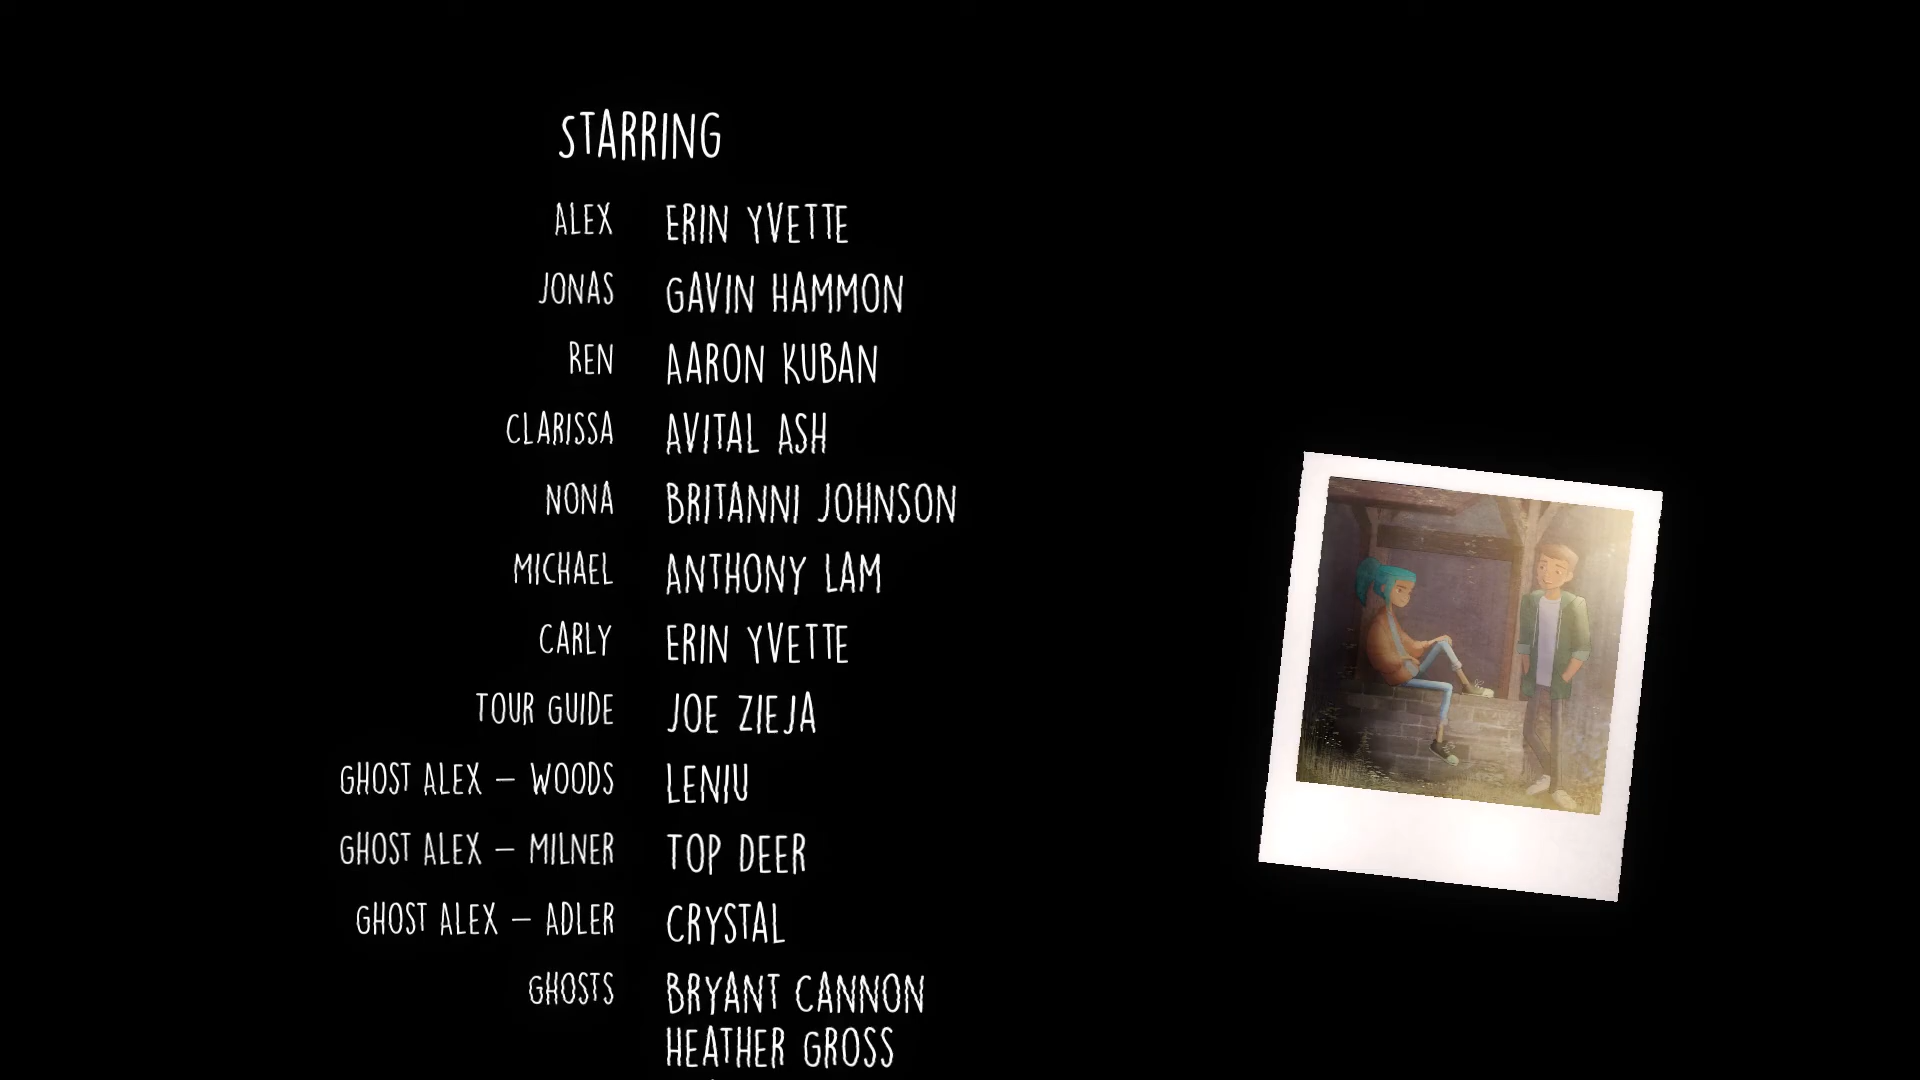 STARRING
ALEX ERIN YVETTE
JONAS GAVIN HAMMON
REN AARON KUBAN
CLARISSA AVITAL ASH
NONA BRITANNI JOHNSON
MICHAEL ANTHONY LAM
CARLY ERIN YVETTE
TOUR GUIDE JOE ZIEJA
GHOST ALEX – WOODS LENIU
GHOST ALEX – MILNER TOP DEER
GHOST ALEX – ADLER CRYSTAL
GHOSTS BRYANT CANNON
HEATHER GROSS